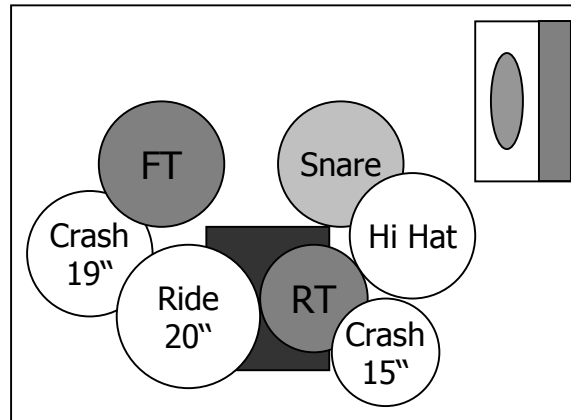 FT
Snare
Crash
19“
Hi Hat
Ride
20“
RT
Crash
15“